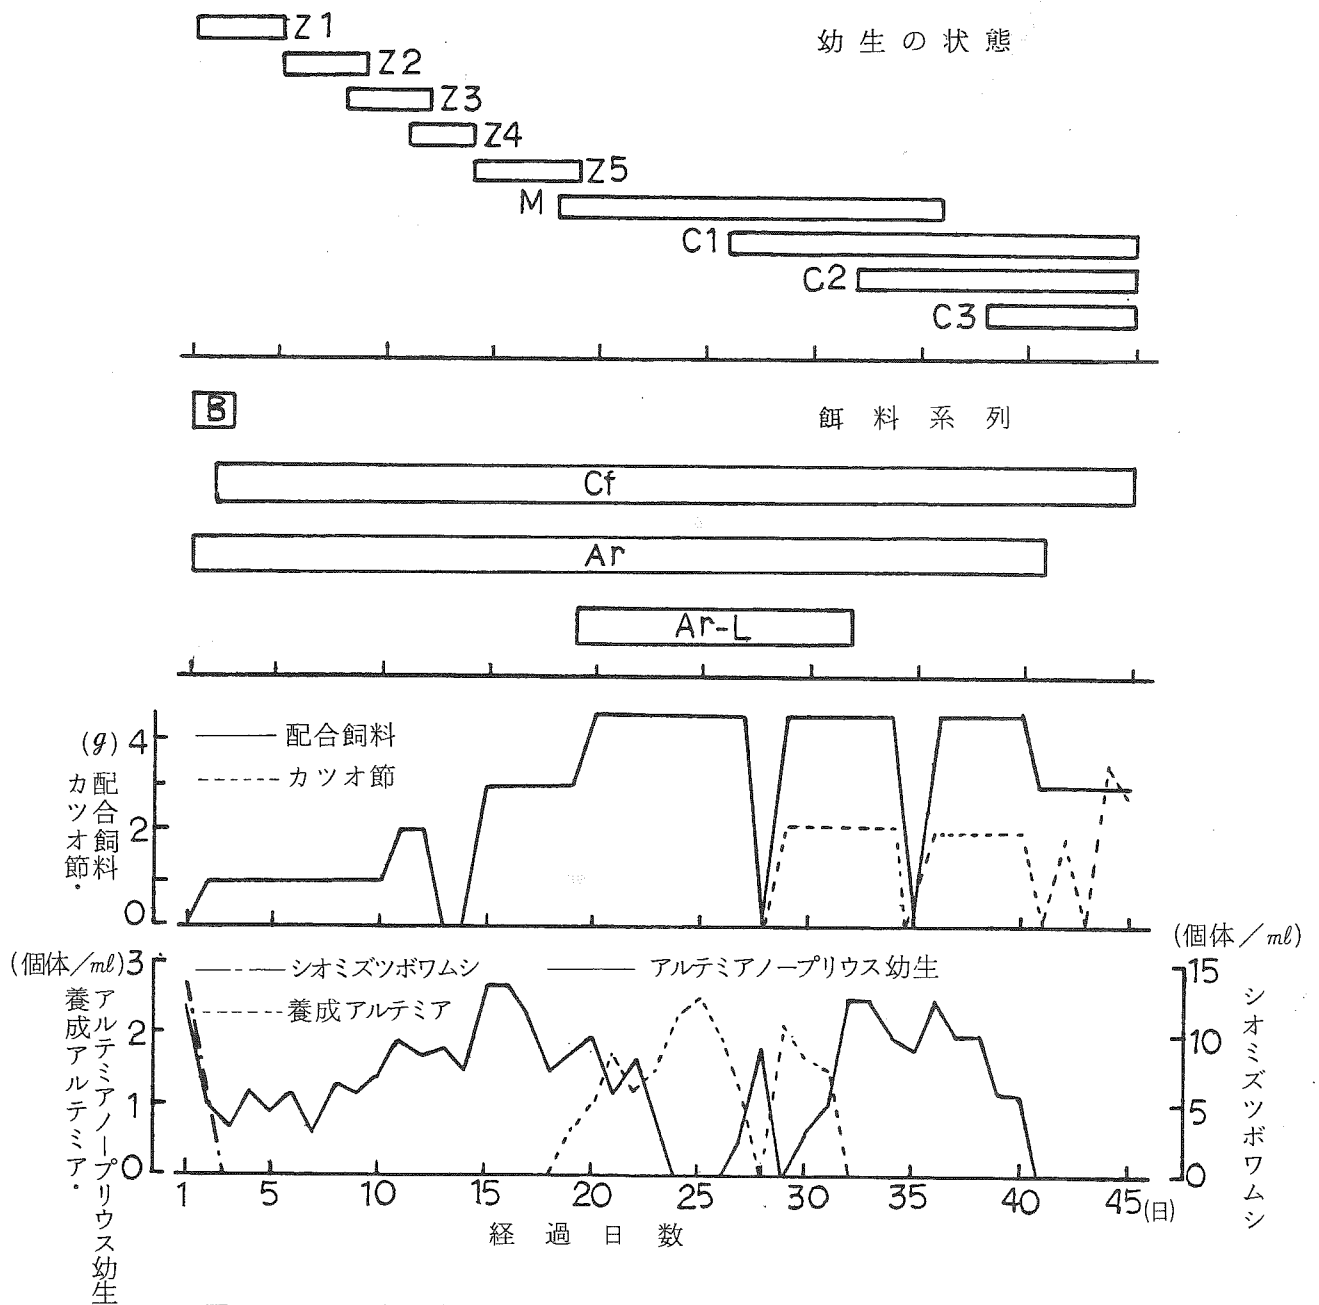 Z1
幼生の状態
Z2
Z3
Z4
Z5
M
C1
C2
C3
B
餌料系列
Cf
Ar
Ar-L
(g)
カツオ節・
配合飼料
4
2
0
配合飼料
カツオ節
(個体/ml)
養成アルテミア・
アルテミアノープリウス幼生
3
2
1
0
シオミズツボワムシ
アルテミアノープリウス幼生
養成アルテミア
(個体/ml)
15
10
5
0
シオミズツボワムシ
1 5 10 15 20 25 30 35 40 45(日)
経過日数